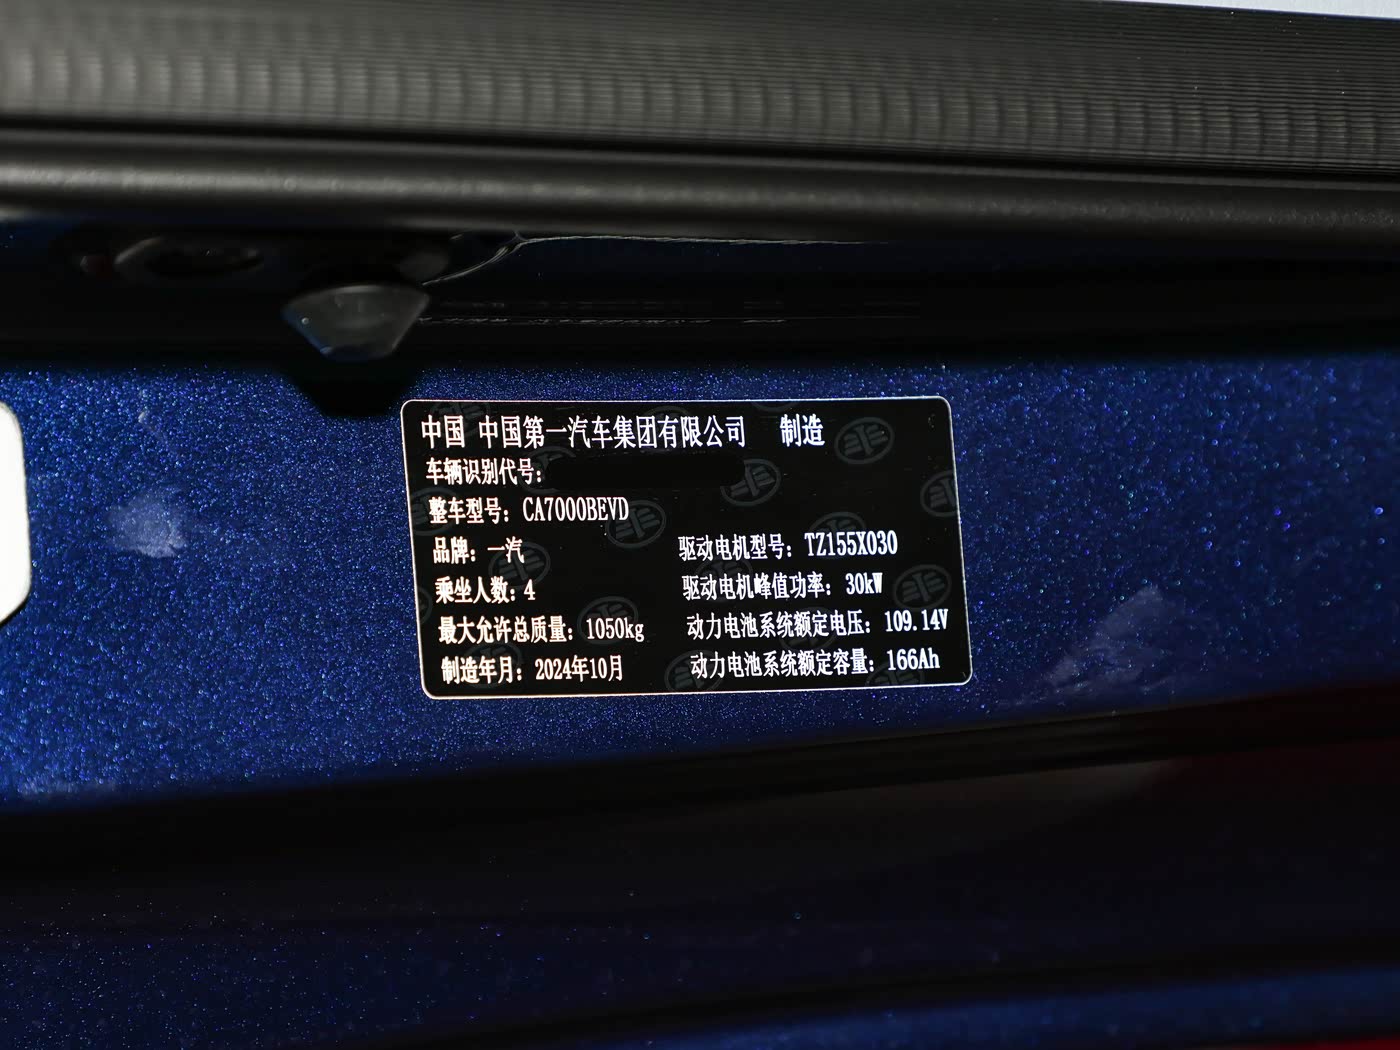 中国 中国第一汽车集团有限公司 制造
车辆识别代号：
整车型号：CA7000BEVD
品牌：一汽 驱动电机型号：TZ155X030
乘坐人数：4 驱动电机峰值功率：30kW
最大允许总质量：1050kg 动力电池系统额定电压：109.14V
制造年月：2024年10月 动力电池系统额定容量：166Ah